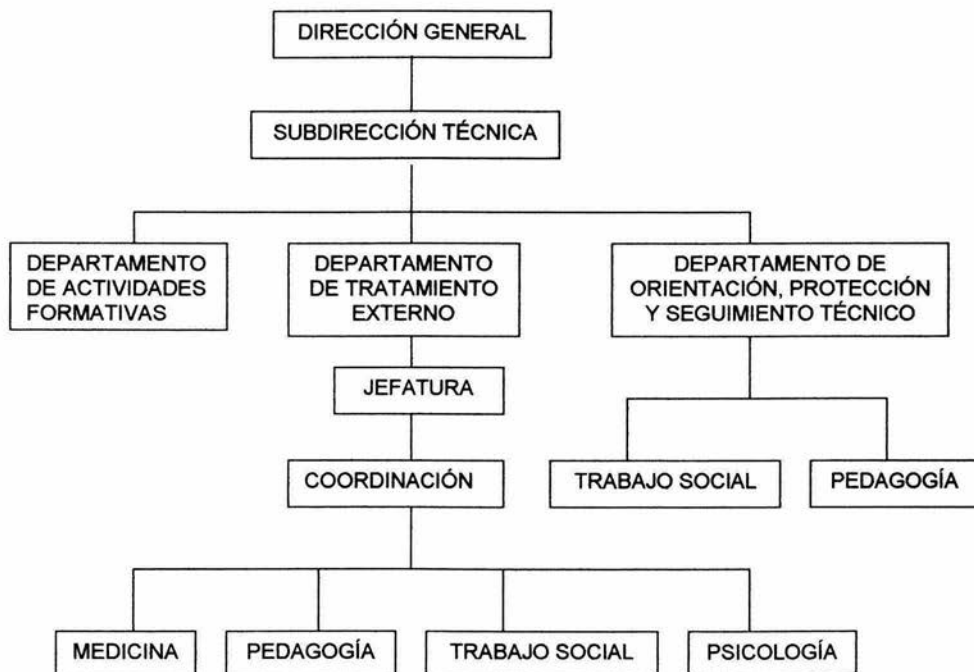 DIRECCIÓN GENERAL
SUBDIRECCIÓN TÉCNICA
DEPARTAMENTO
DE ACTIVIDADES
FORMATIVAS
DEPARTAMENTO
DE TRATAMIENTO
EXTERNO
DEPARTAMENTO DE
ORIENTACIÓN, PROTECCIÓN
Y SEGUIMIENTO TÉCNICO
JEFATURA
COORDINACIÓN
TRABAJO SOCIAL
PEDAGOGÍA
MEDICINA
PEDAGOGÍA
TRABAJO SOCIAL
PSICOLOGÍA